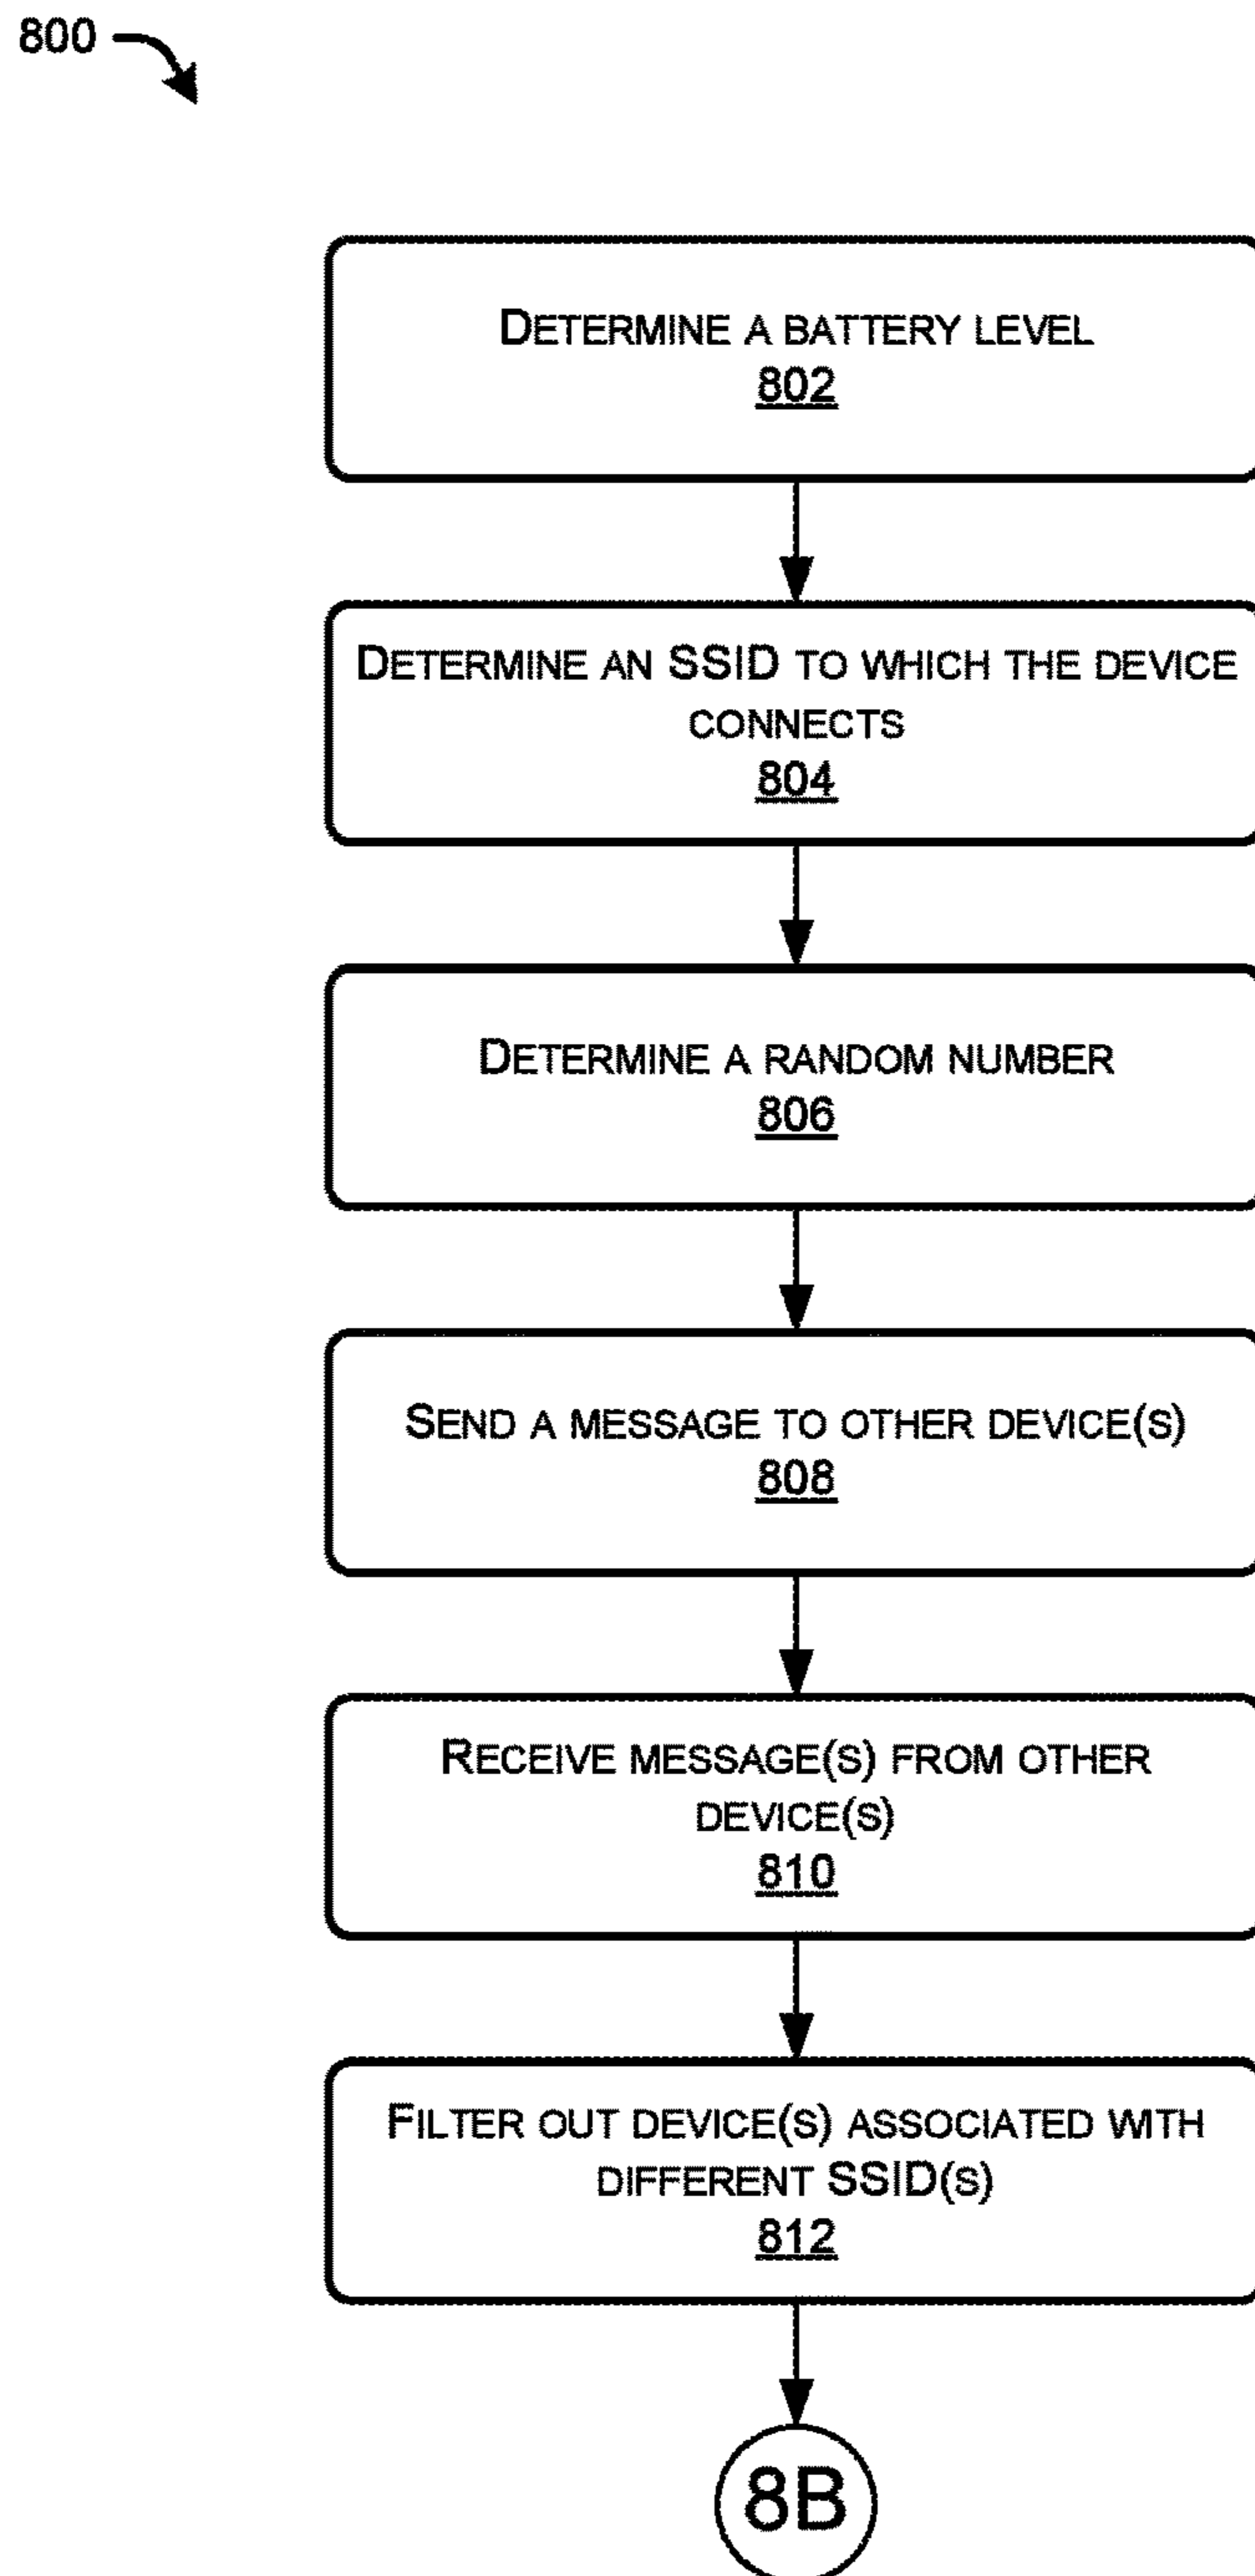 800
DETERMINE A BATTERY LEVEL
802
DETERMINE AN SSID TO WHICH THE DEVICE
CONNECTS
804
DETERMINE A RANDOM NUMBER
806
SEND A MESSAGE TO OTHER DEVICE(S)
808
RECEIVE MESSAGE(S) FROM OTHER
DEVICE(S)
810
FILTER OUT DEVICE(S) ASSOCIATED WITH
DIFFERENT SSID(S)
812
8B